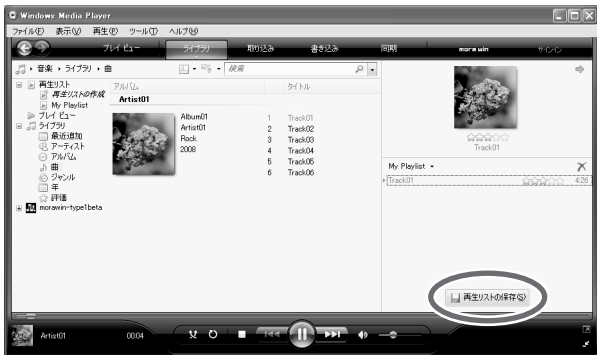 Windows Media Player
ファイル(F) 表示(V) 再生(P) ツール(T) ヘルプ(H)
プレイ ビュー ライブラリ 取り込み 書き込み 同期 mora win サインイン
音楽 ▸ ライブラリ ▸ 曲 検索
再生リスト
再生リストの作成
My Playlist
プレイ ビュー
ライブラリ
最近追加
アーティスト
アルバム
曲
ジャンル
年
評価
morawin-type1beta
アルバム タイトル
Artist01
Album01 1 Track01
Artist01 2 Track02
Rock 3 Track03
2008 4 Track04
5 Track05
6 Track06
Track01
My Playlist
Track01 4:26
再生リストの保存(S)
Artist01 00:04